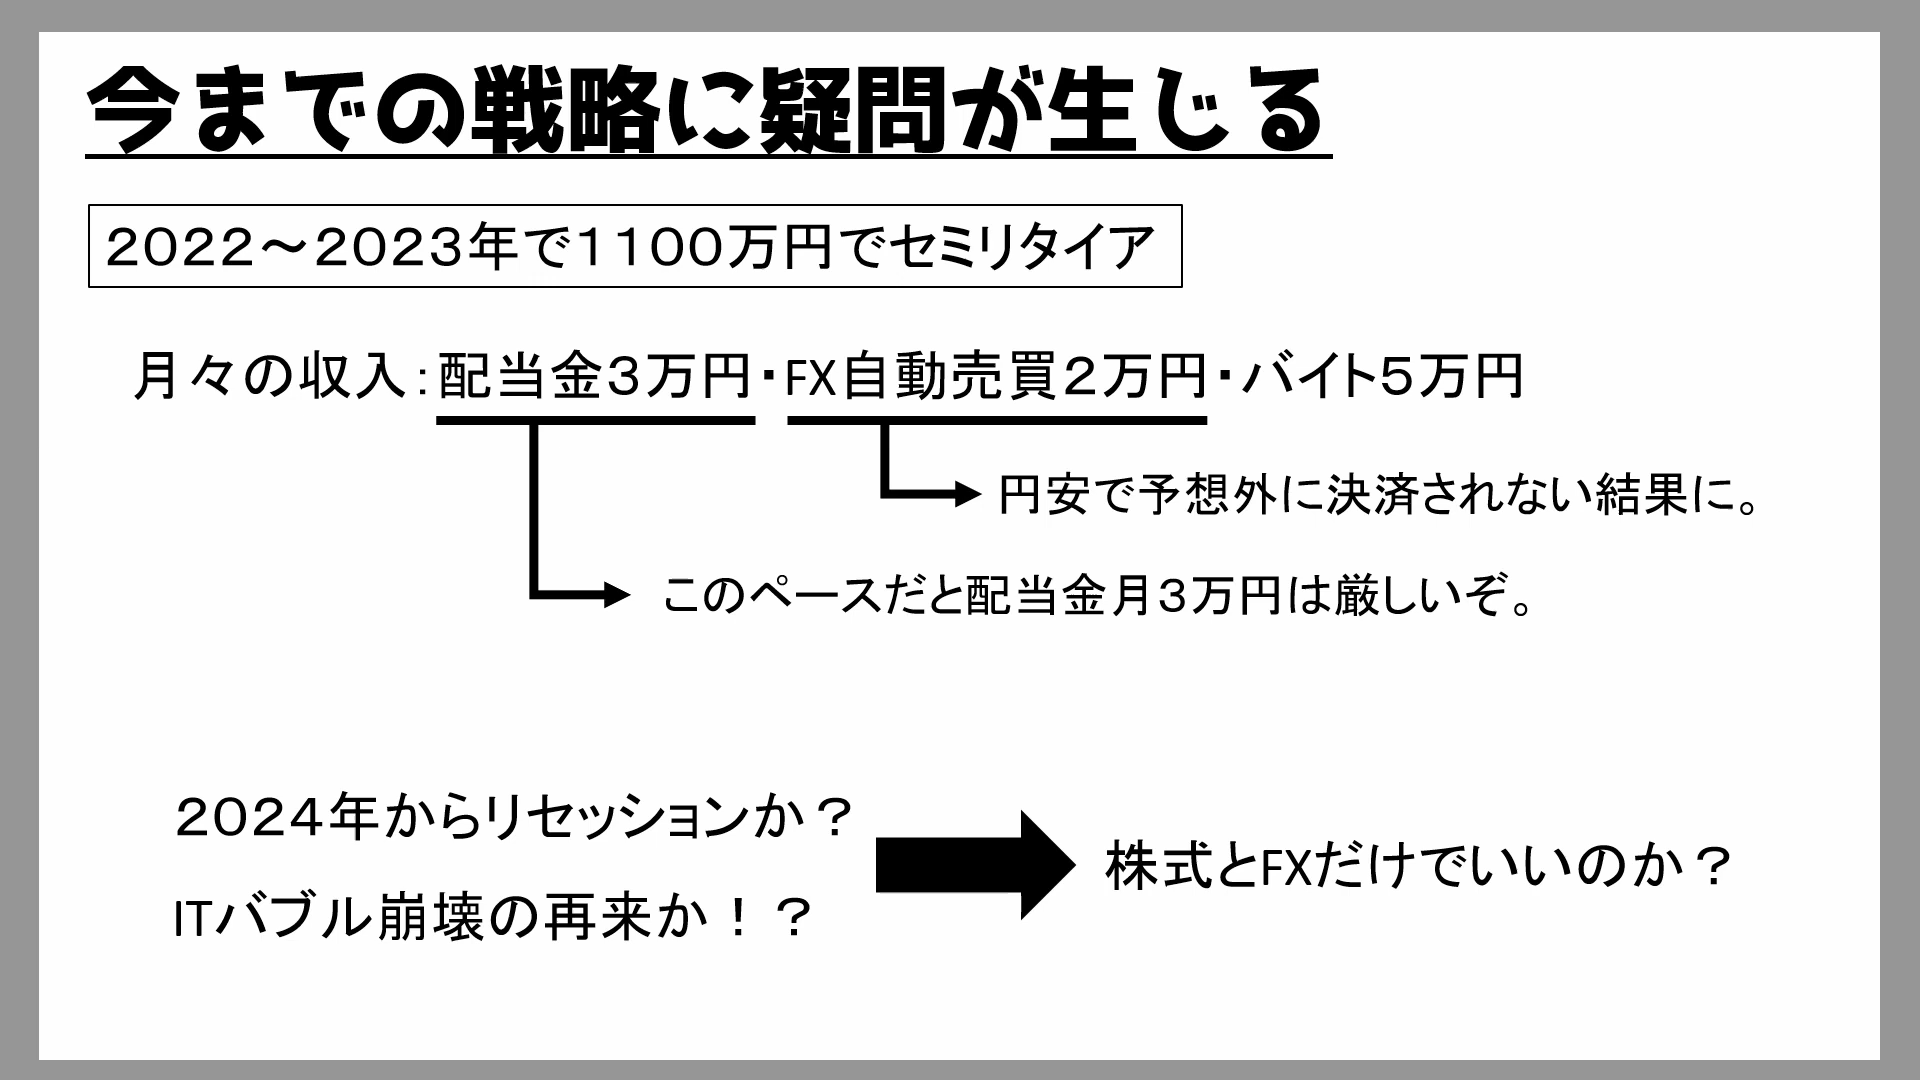 今までの戦略に疑問が生じる
２０２２～２０２３年で１１００万円でセミリタイア
月々の収入：配当金３万円・FX自動売買２万円・バイト５万円
円安で予想外に決済されない結果に。
このペースだと配当金月３万円は厳しいぞ。
２０２４年からリセッションか？
ITバブル崩壊の再来か！？
株式とFXだけでいいのか？